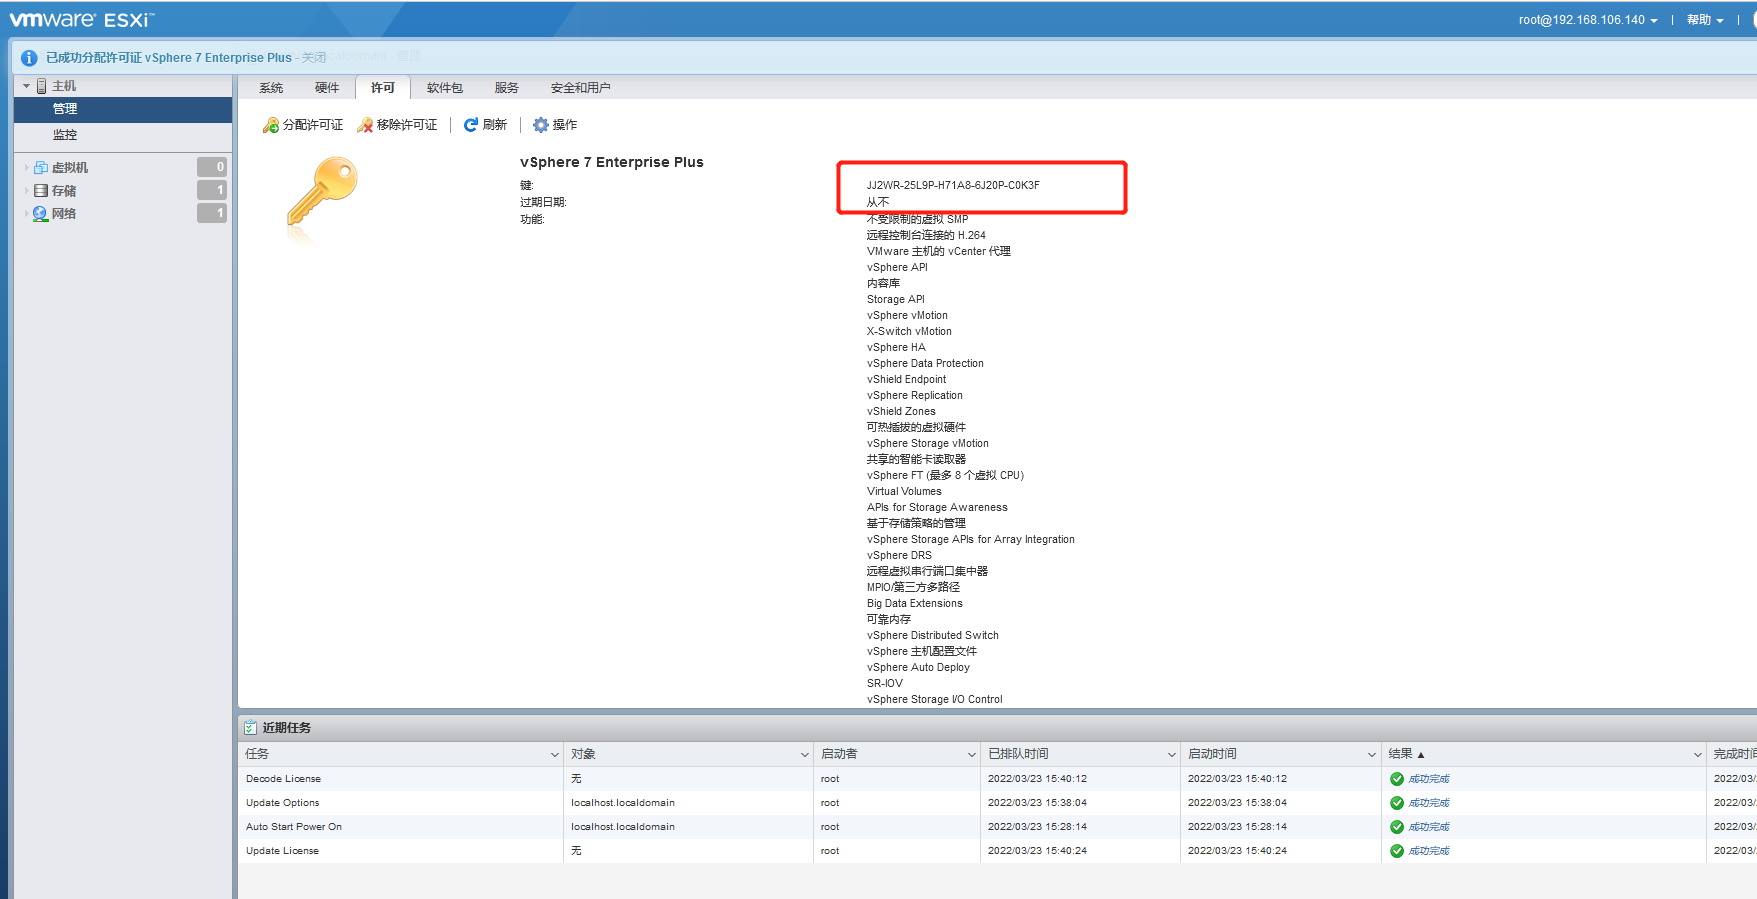 vmware ESXi™
root@192.168.106.140 | 帮助 |
已成功分配许可证 vSphere 7 Enterprise Plus - 关闭
主机
管理
监控
虚拟机 0
存储 1
网络 1
系统 硬件 许可 软件包 服务 安全和用户
分配许可证 移除许可证 | 刷新 | 操作
vSphere 7 Enterprise Plus
键: JJ2WR-25L9P-H71A8-6J20P-C0K3F
过期日期: 从不
功能: 不受限制的虚拟 SMP
远程控制台连接的 H.264
VMware 主机的 vCenter 代理
vSphere API
内容库
Storage API
vSphere vMotion
X-Switch vMotion
vSphere HA
vSphere Data Protection
vShield Endpoint
vSphere Replication
vShield Zones
可热插拔的虚拟硬件
vSphere Storage vMotion
共享的智能卡读取器
vSphere FT (最多 8 个虚拟 CPU)
Virtual Volumes
APIs for Storage Awareness
基于存储策略的管理
vSphere Storage APIs for Array Integration
vSphere DRS
远程虚拟串行端口集中器
MPIO/第三方多路径
Big Data Extensions
可靠内存
vSphere Distributed Switch
vSphere 主机配置文件
vSphere Auto Deploy
SR-IOV
vSphere Storage I/O Control
近期任务
任务 对象 启动者 已排队时间 启动时间 结果 ▲ 完成时间
Decode License 无 root 2022/03/23 15:40:12 2022/03/23 15:40:12 成功完成 2022/03/
Update Options localhost.localdomain root 2022/03/23 15:38:04 2022/03/23 15:38:04 成功完成 2022/03/
Auto Start Power On localhost.localdomain root 2022/03/23 15:28:14 2022/03/23 15:28:14 成功完成 2022/03/
Update License 无 root 2022/03/23 15:40:24 2022/03/23 15:40:24 成功完成 2022/03/